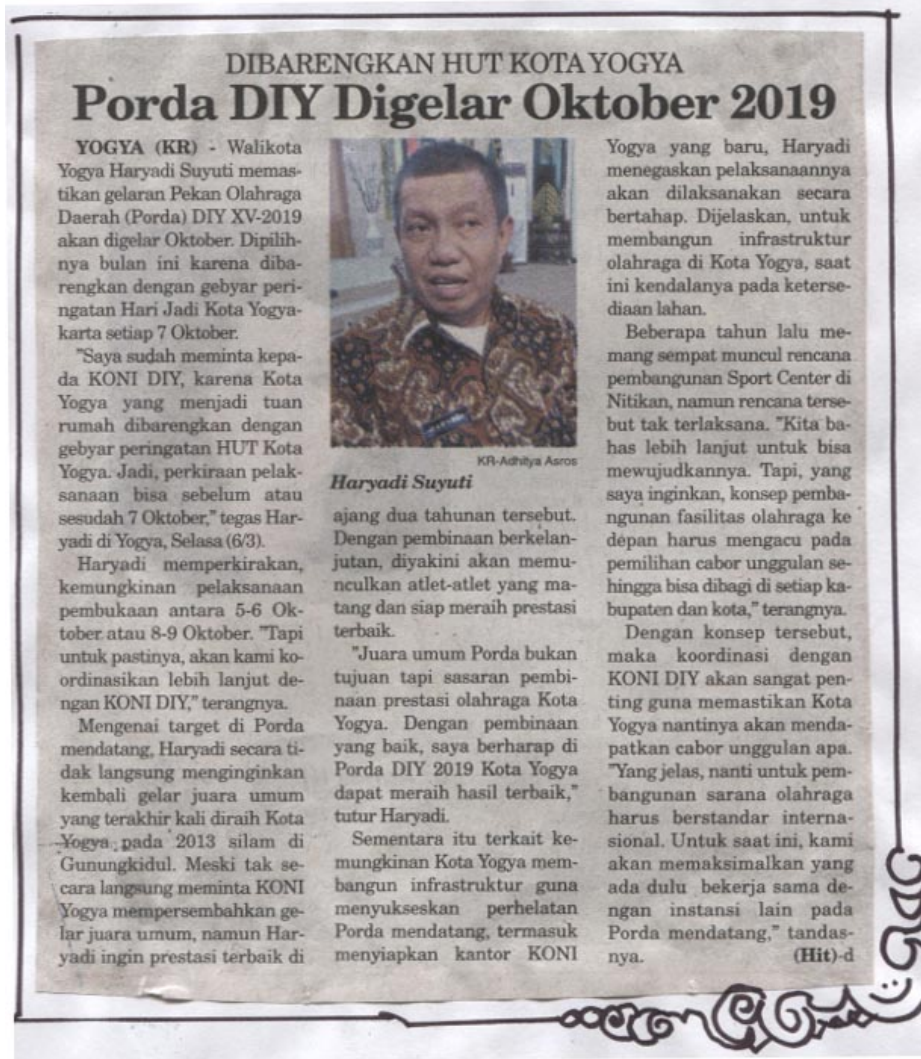 DIBARENGKAN HUT KOTA YOGYA
Porda DIY Digelar Oktober 2019
YOGYA (KR) - Walikota
Yogya Haryadi Suyuti memas-
tikan gelaran Pekan Olahraga
Daerah (Porda) DIY XV-2019
akan digelar Oktober. Dipilih-
nya bulan ini karena diba-
rengkan dengan gebyar peri-
ngatan Hari Jadi Kota Yogya-
karta setiap 7 Oktober.
"Saya sudah meminta kepa-
da KONI DIY, karena Kota
Yogya yang menjadi tuan
rumah dibarengkan dengan
gebyar peringatan HUT Kota
Yogya. Jadi, perkiraan pelak-
sanaan bisa sebelum atau
sesudah 7 Oktober," tegas Har-
yadi di Yogya, Selasa (6/3).
Haryadi memperkirakan,
kemungkinan pelaksanaan
pembukaan antara 5-6 Ok-
tober atau 8-9 Oktober. "Tapi
untuk pastinya, akan kami ko-
ordinasikan lebih lanjut de-
ngan KONI DIY," terangnya.
Mengenai target di Porda
mendatang, Haryadi secara ti-
dak langsung menginginkan
kembali gelar juara umum
yang terakhir kali diraih Kota
Yogya pada 2013 silam di
Gunungkidul. Meski tak se-
cara langsung meminta KONI
Yogya mempersembahkan ge-
lar juara umum, namun Har-
yadi ingin prestasi terbaik di
KR-Adhitya Asros
Haryadi Suyuti
ajang dua tahunan tersebut.
Dengan pembinaan berkelan-
jutan, diyakini akan memu-
nculkan atlet-atlet yang ma-
tang dan siap meraih prestasi
terbaik.
"Juara umum Porda bukan
tujuan tapi sasaran pembi-
naan prestasi olahraga Kota
Yogya. Dengan pembinaan
yang baik, saya berharap di
Porda DIY 2019 Kota Yogya
dapat meraih hasil terbaik,"
tutur Haryadi.
Sementara itu terkait ke-
mungkinan Kota Yogya mem-
bangun infrastruktur guna
menyukseskan perhelatan
Porda mendatang, termasuk
menyiapkan kantor KONI
Yogya yang baru, Haryadi
menegaskan pelaksanaannya
akan dilaksanakan secara
bertahap. Dijelaskan, untuk
membangun infrastruktur
olahraga di Kota Yogya, saat
ini kendalanya pada keterse-
diaan lahan.
Beberapa tahun lalu me-
mang sempat muncul rencana
pembangunan Sport Center di
Nitikan, namun rencana terse-
but tak terlaksana. "Kita ba-
has lebih lanjut untuk bisa
mewujudkannya. Tapi, yang
saya inginkan, konsep pemba-
ngunan fasilitas olahraga ke
depan harus mengacu pada
pemilihan cabor unggulan se-
hingga bisa dibagi di setiap ka-
bupaten dan kota," terangnya.
Dengan konsep tersebut,
maka koordinasi dengan
KONI DIY akan sangat pen-
ting guna memastikan Kota
Yogya nantinya akan menda-
patkan cabor unggulan apa.
"Yang jelas, nanti untuk pem-
bangunan sarana olahraga
harus berstandar interna-
sional. Untuk saat ini, kami
akan memaksimalkan yang
ada dulu bekerja sama de-
ngan instansi lain pada
Porda mendatang," tandas-
nya. (Hit)-d